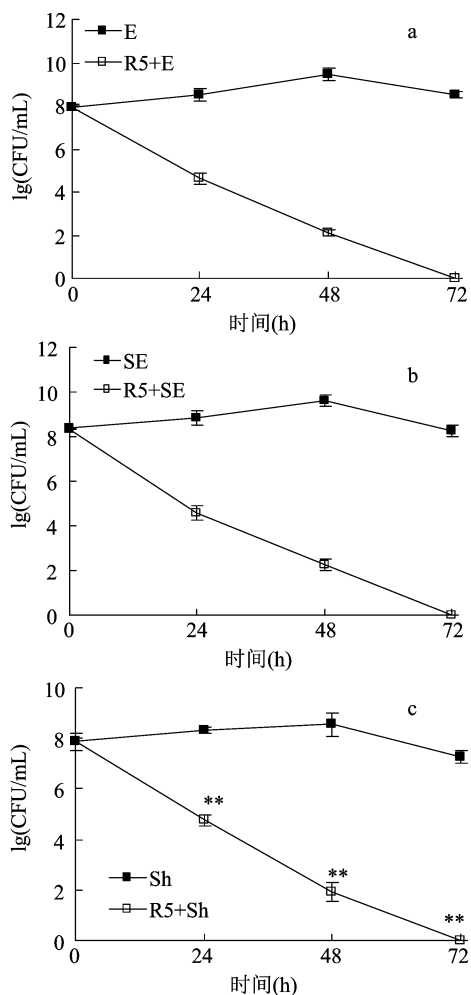 12
E
a
R5+E
10
8
6
4
2
0
lg(CFU/mL)
0 24 48 72
时间(h)
12
SE
b
R5+SE
10
8
6
4
2
0
lg(CFU/mL)
0 24 48 72
时间(h)
10
c
8
6
4
2
0
lg(CFU/mL)
**
**
**
Sh
R5+Sh
0 24 48 72
时间(h)